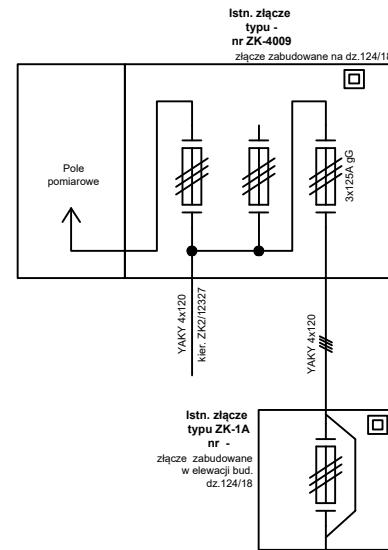 Istn. złącze
typu -
nr ZK-4009
złącze zabudowane na dz.124/18
Pole
pomiarowe
3x125A gG
YAKY 4x120
kier. ZK2/12327
YAKY 4x120
Istn. złącze
typu ZK-1A
nr -
złącze zabudowane
w elewacji bud.
dz.124/18